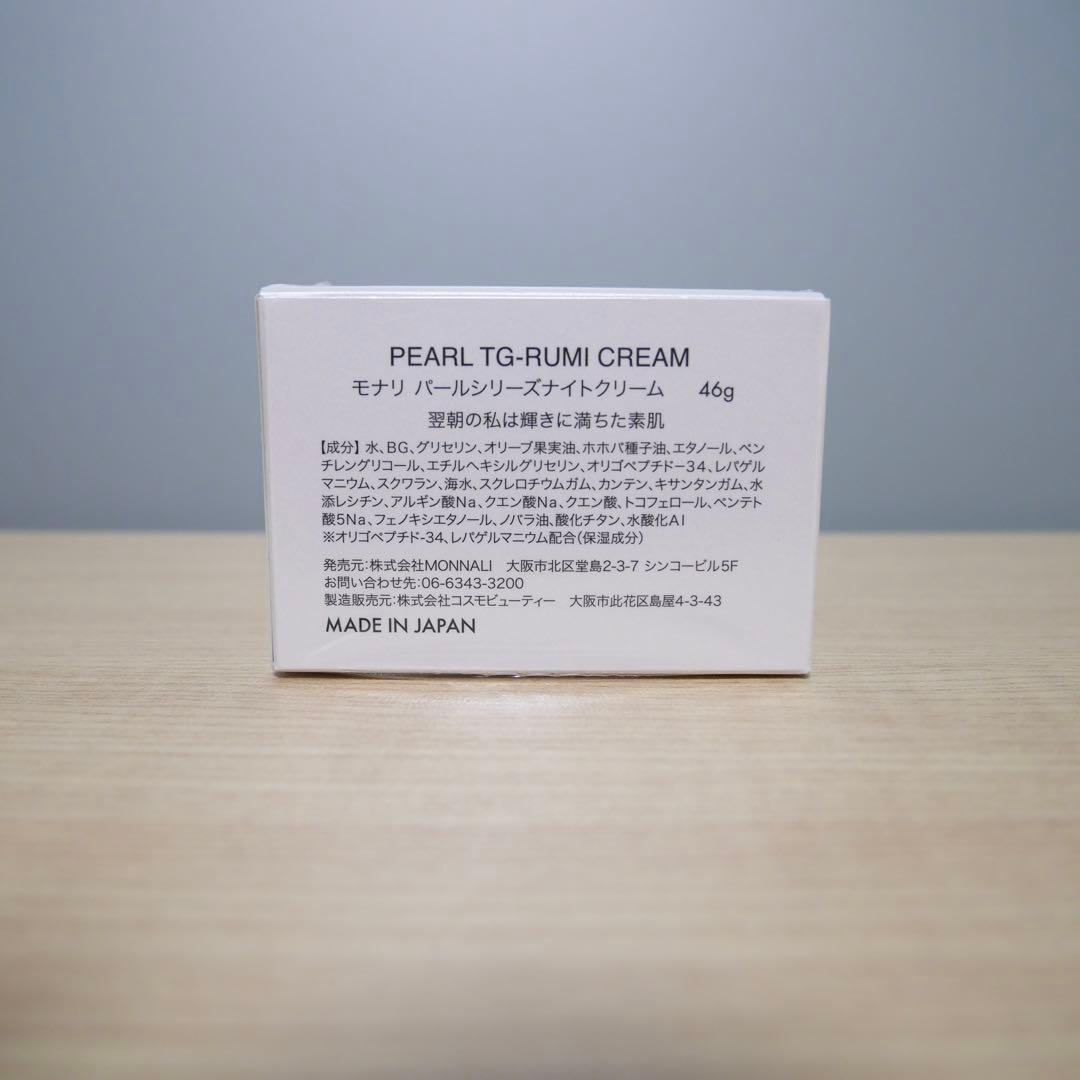 PEARL TG-RUMI CREAM
モナリ パールシリーズナイトクリーム 46g
翌朝の私は輝きに満ちた素肌
【成分】水、BG、グリセリン、オリーブ果実油、ホホバ種子油、エタノール、ペン
チレングリコール、エチルヘキシルグリセリン、オリゴペプチド-34、レパゲル
マニウム、スクワラン、海水、スクレロチウムガム、カンテン、キサンタンガム、水
添レシチン、アルギン酸Na、クエン酸Na、クエン酸、トコフェロール、ペンテト
酸5Na、フェノキシエタノール、ノバラ油、酸化チタン、水酸化Al
※オリゴペプチド-34、レパゲルマニウム配合(保湿成分)
発売元:株式会社MONNALI 大阪市北区堂島2-3-7 シンコービル5F
お問い合わせ先:06-6343-3200
製造販売元:株式会社コスモビューティー 大阪市此花区島屋4-3-43
MADE IN JAPAN